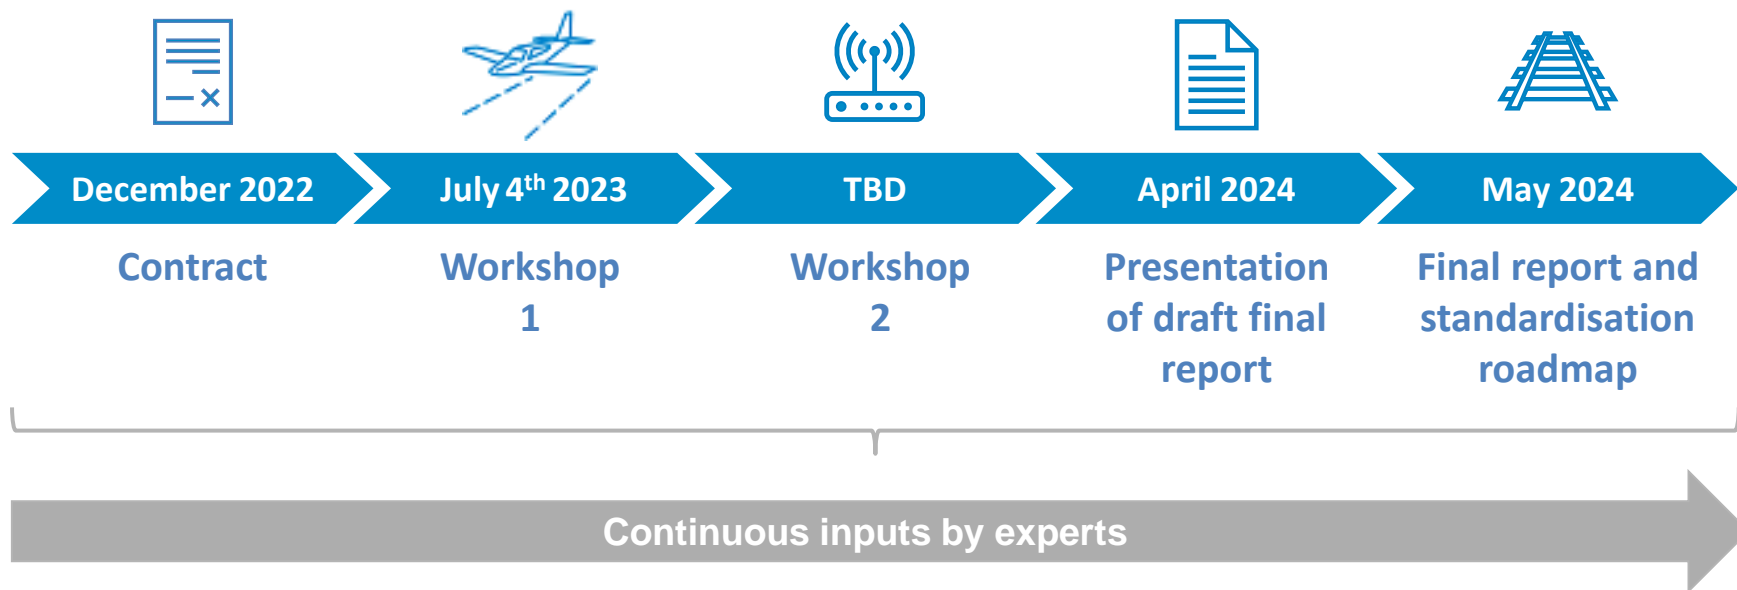 December 2022
July 4th 2023
TBD
April 2024
May 2024
Contract
Workshop
1
Workshop
2
Presentation
of draft final
report
Final report and
standardisation
roadmap
Continuous inputs by experts